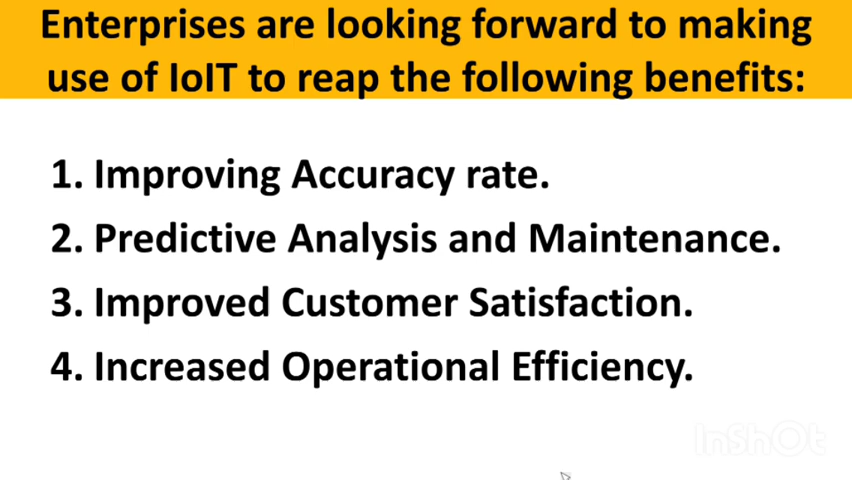 Enterprises are looking forward to making
use of IoIT to reap the following benefits:
1. Improving Accuracy rate.
2. Predictive Analysis and Maintenance.
3. Improved Customer Satisfaction.
4. Increased Operational Efficiency.
InShOt